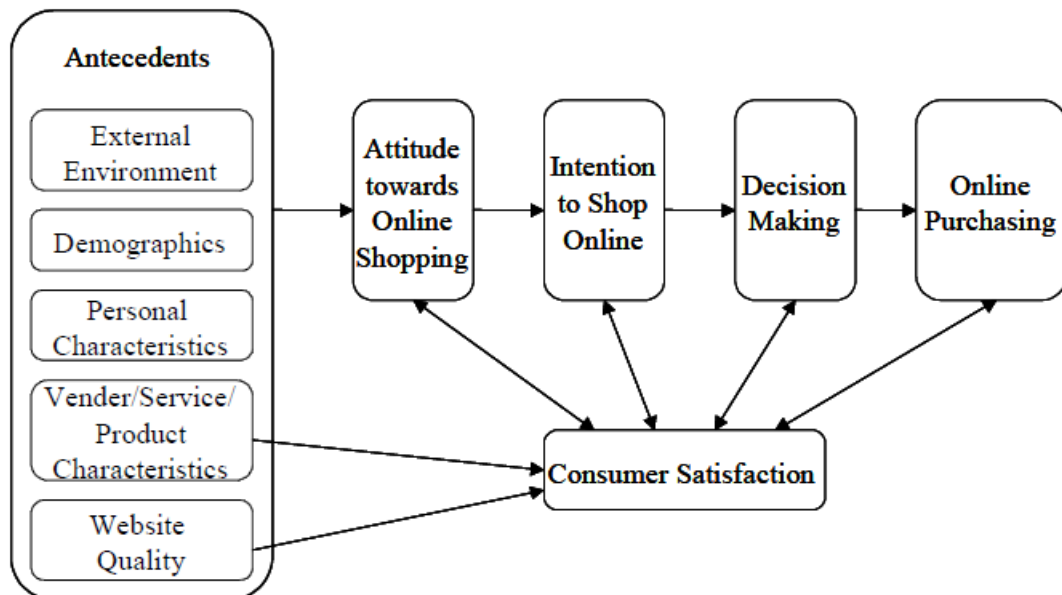 Antecedents
External
Environment
Demographics
Personal
Characteristics
Vender/Service/
Product
Characteristics
Website
Quality
Attitude
towards
Online
Shopping
Intention
to Shop
Online
Decision
Making
Online
Purchasing
Consumer Satisfaction